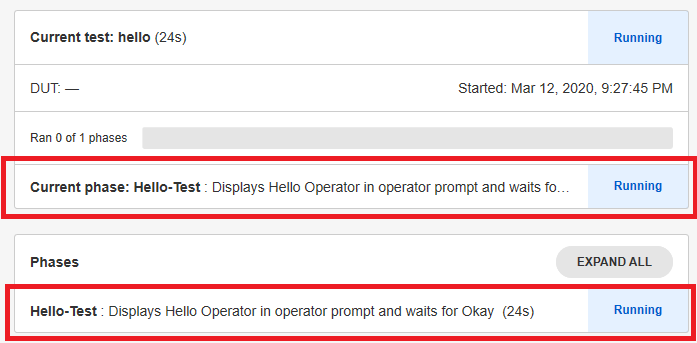 Current test: hello (24s)
Running
DUT: —
Started: Mar 12, 2020, 9:27:45 PM
Ran 0 of 1 phases
Current phase: Hello-Test : Displays Hello Operator in operator prompt and waits fo…
Running
Phases
EXPAND ALL
Hello-Test : Displays Hello Operator in operator prompt and waits for Okay (24s)
Running